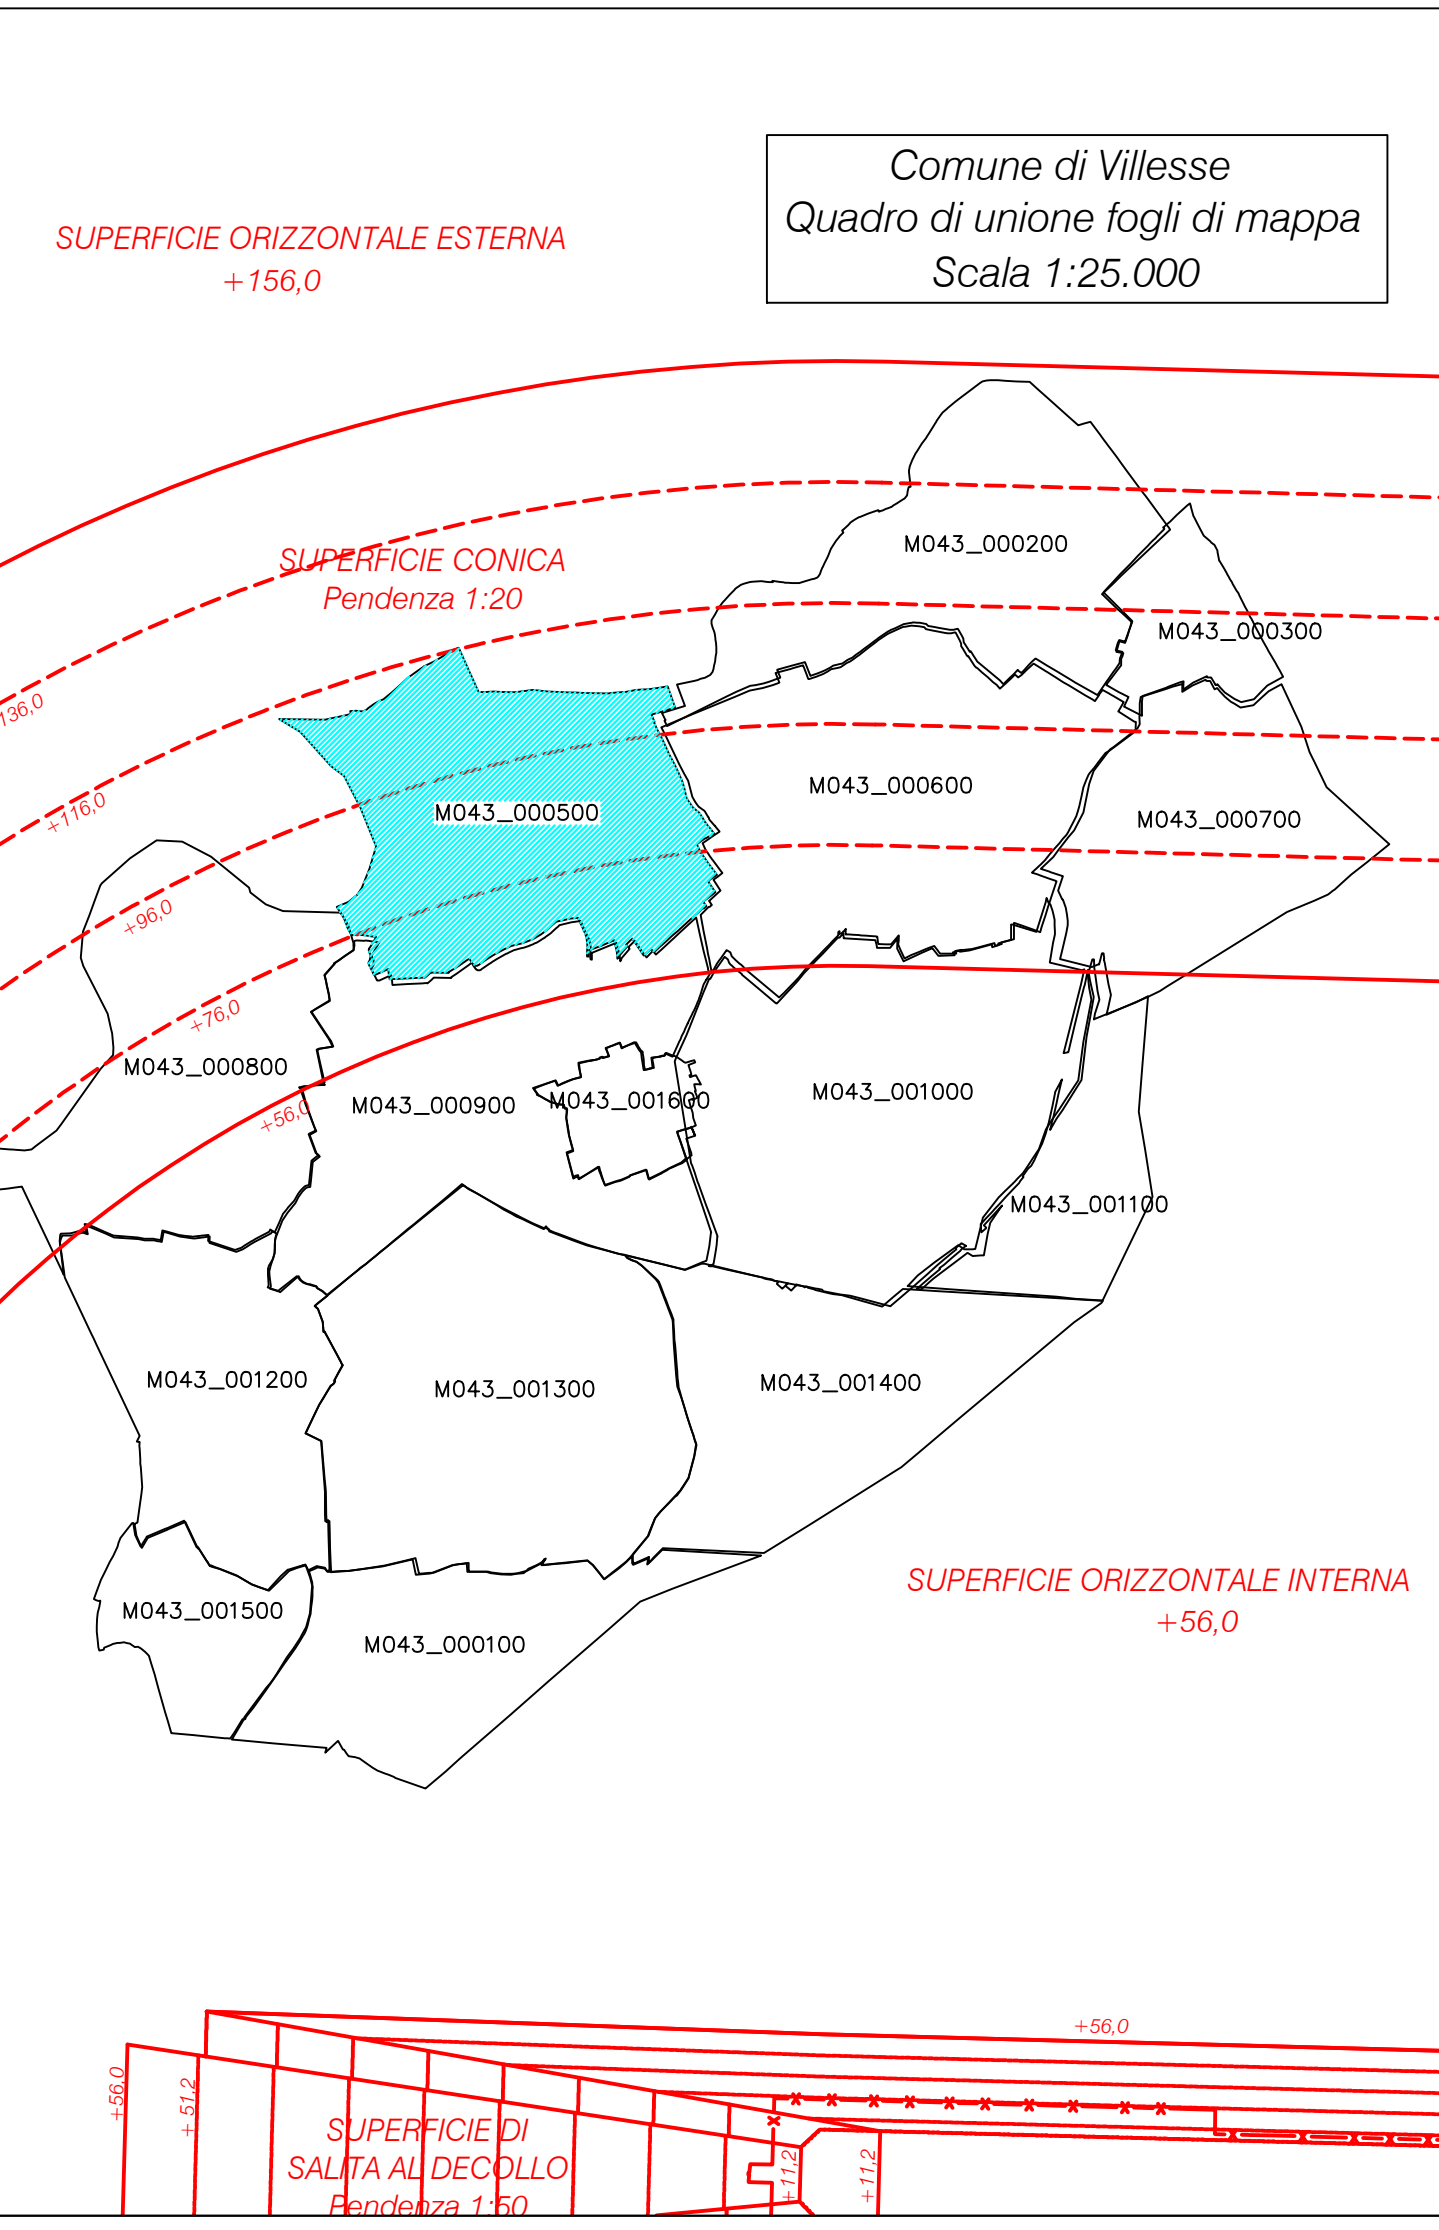 Comune di Villesse
Quadro di unione fogli di mappa
Scala 1:25.000
SUPERFICIE ORIZZONTALE ESTERNA
+156,0
M043_000200
SUPERFICIE CONICA
Pendenza 1:20
M043_000300
136,0
M043_000600
+116,0
M043_000500
M043_000700
+96,0
+76,0
M043_000800
M043_000900
M043_001600
M043_001000
+56,0
M043_001100
M043_001200
M043_001300
M043_001400
SUPERFICIE ORIZZONTALE INTERNA
+56,0
M043_001500
M043_000100
+56,0
+56,0
+ 51,2
SUPERFICIE DI
SALITA AL DECOLLO
Pendenza 1:50
+11,2
+11,2